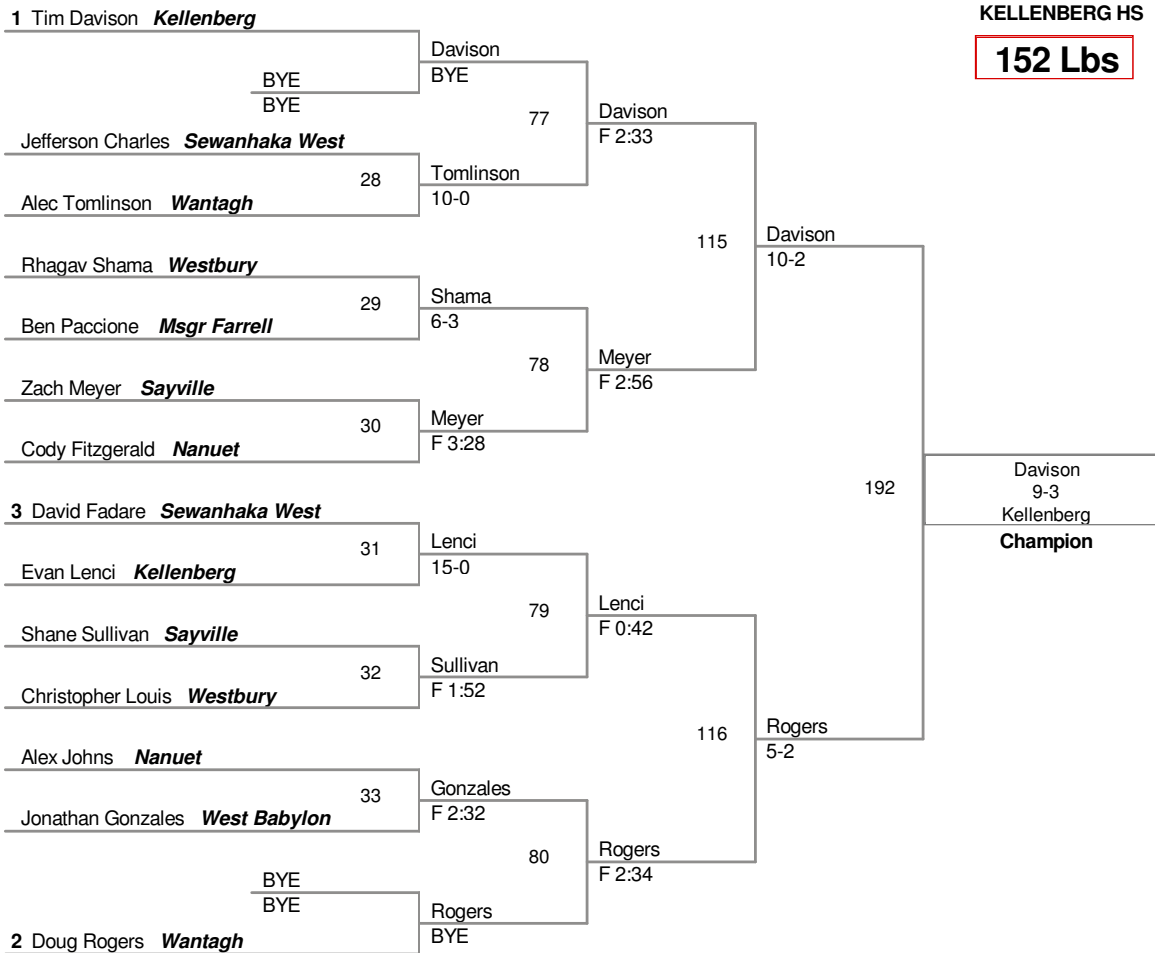 KELLENBERG HS
152 Lbs
1 Tim Davison Kellenberg
Davison
BYE
BYE
BYE
77
Davison
F 2:33
Jefferson Charles Sewanhaka West
28
Tomlinson
10-0
Alec Tomlinson Wantagh
115
Davison
10-2
Rhagav Shama Westbury
29
Shama
6-3
Ben Paccione Msgr Farrell
78
Meyer
F 2:56
Zach Meyer Sayville
30
Meyer
F 3:28
Cody Fitzgerald Nanuet
192
Davison
9-3
Kellenberg
Champion
3 David Fadare Sewanhaka West
31
Lenci
15-0
Evan Lenci Kellenberg
79
Lenci
F 0:42
Shane Sullivan Sayville
32
Sullivan
F 1:52
Christopher Louis Westbury
116
Rogers
5-2
Alex Johns Nanuet
33
Gonzales
F 2:32
Jonathan Gonzales West Babylon
80
Rogers
F 2:34
BYE
BYE
Rogers
BYE
2 Doug Rogers Wantagh